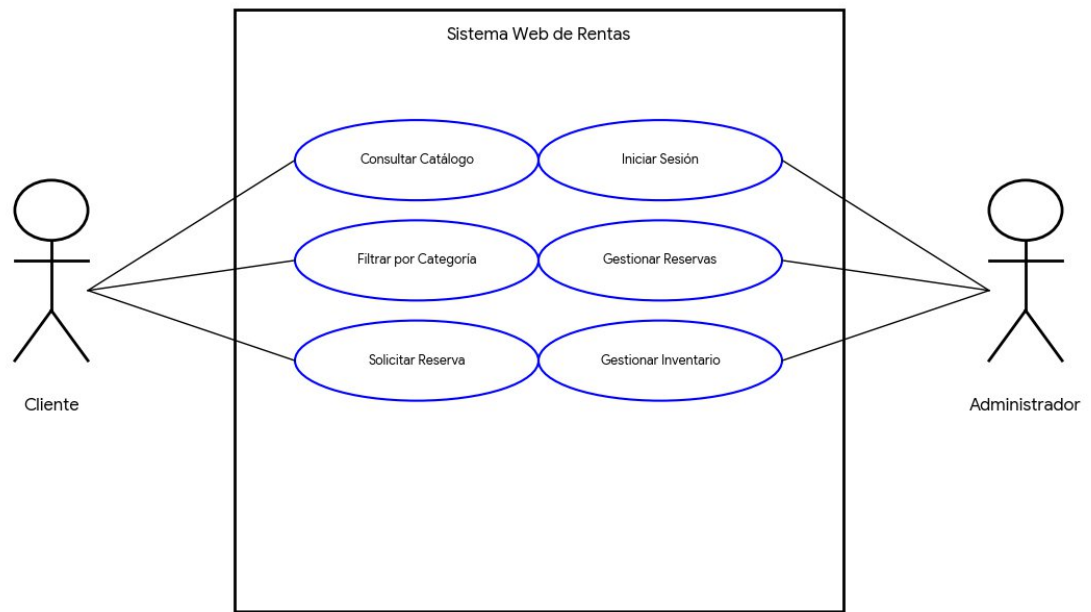 Sistema Web de Rentas
Consultar Catálogo
Iniciar Sesión
Filtrar por Categoría
Gestionar Reservas
Solicitar Reserva
Gestionar Inventario
Cliente
Administrador